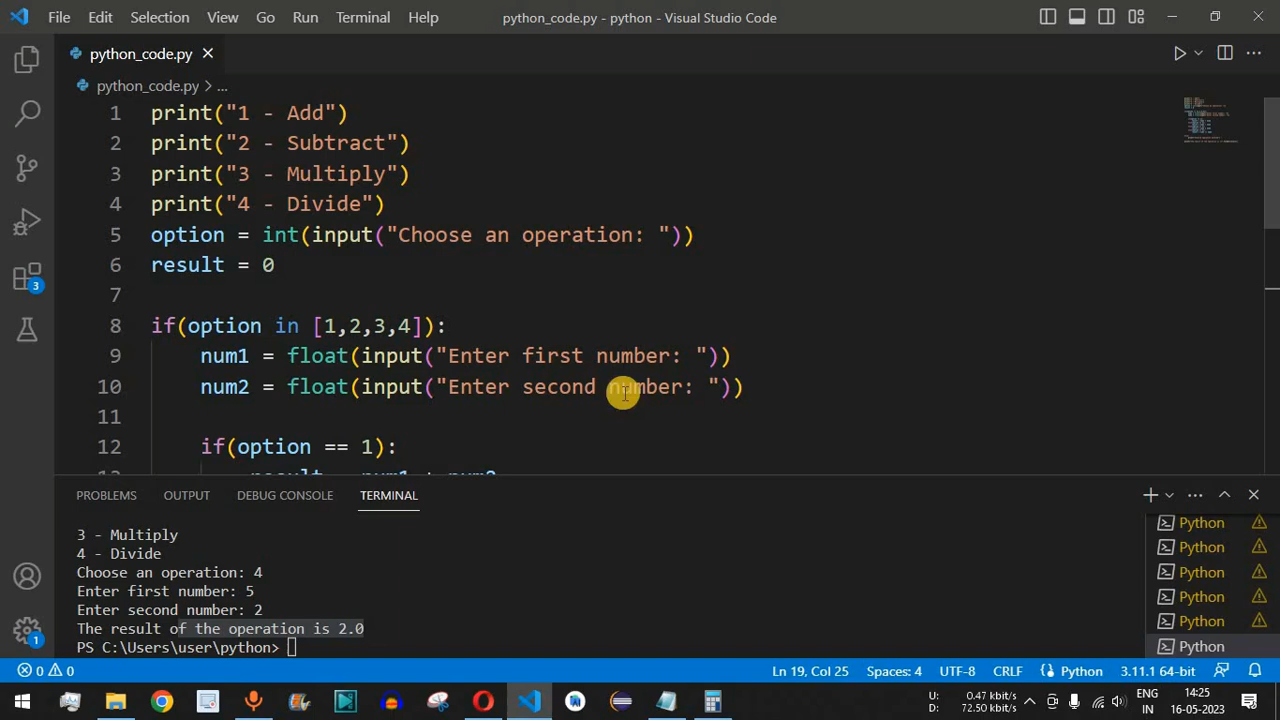 File Edit Selection View Go Run Terminal Help python_code.py - python - Visual Studio Code
python_code.py
python_code.py > ...
1 print("1 - Add")
2 print("2 - Subtract")
3 print("3 - Multiply")
4 print("4 - Divide")
5 option = int(input("Choose an operation: "))
6 result = 0
7
8 if(option in [1,2,3,4]):
9 num1 = float(input("Enter first number: "))
10 num2 = float(input("Enter second number: "))
11
12 if(option == 1):
PROBLEMS OUTPUT DEBUG CONSOLE TERMINAL
3 - Multiply
4 - Divide
Choose an operation: 4
Enter first number: 5
Enter second number: 2
The result of the operation is 2.0
PS C:\Users\user\python>
Python
Python
Python
Python
Python
Python
3
1
0 0 Ln 19, Col 25 Spaces: 4 UTF-8 CRLF Python 3.11.1 64-bit
U: 0.47 kbit/s
D: 72.50 kbit/s
ENG
IN
14:25
16-05-2023